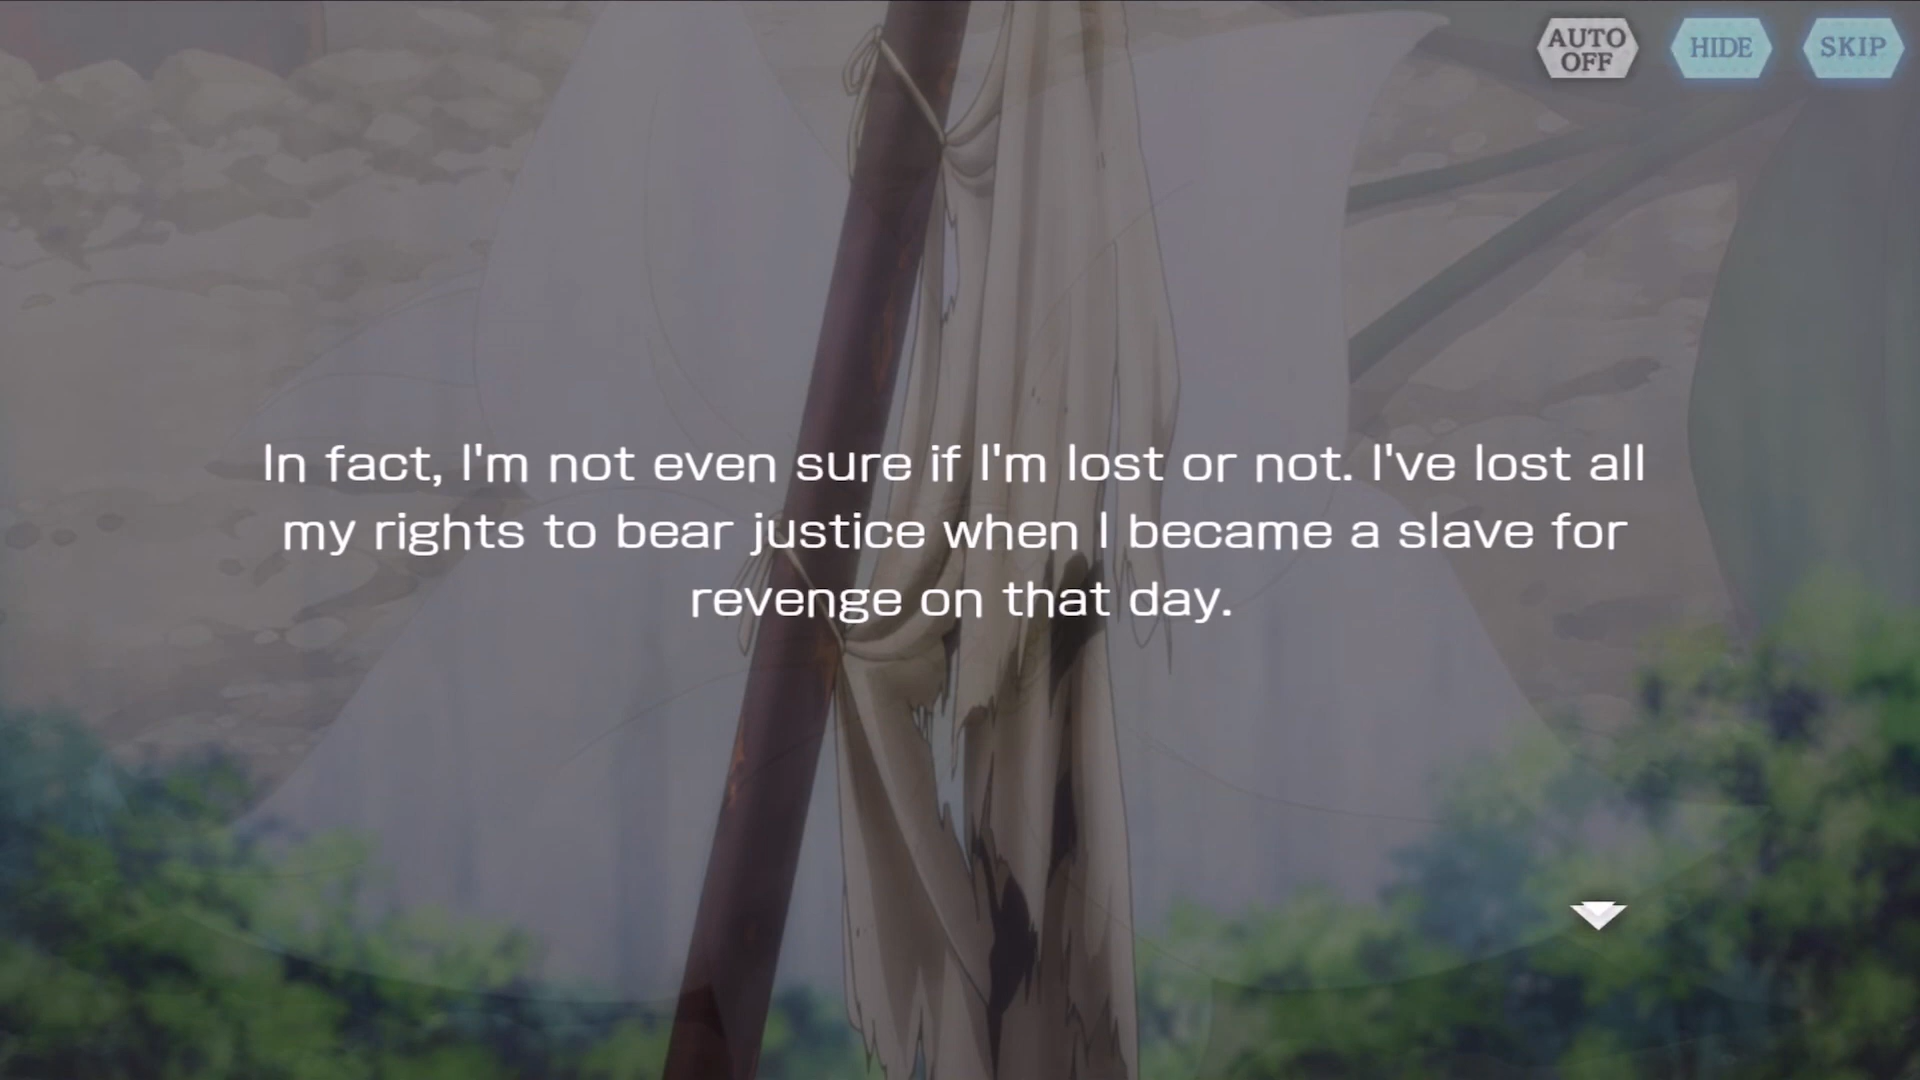 AUTO
OFF
HIDE
SKIP
In fact, I'm not even sure if I'm lost or not. I've lost all
my rights to bear justice when I became a slave for
revenge on that day.